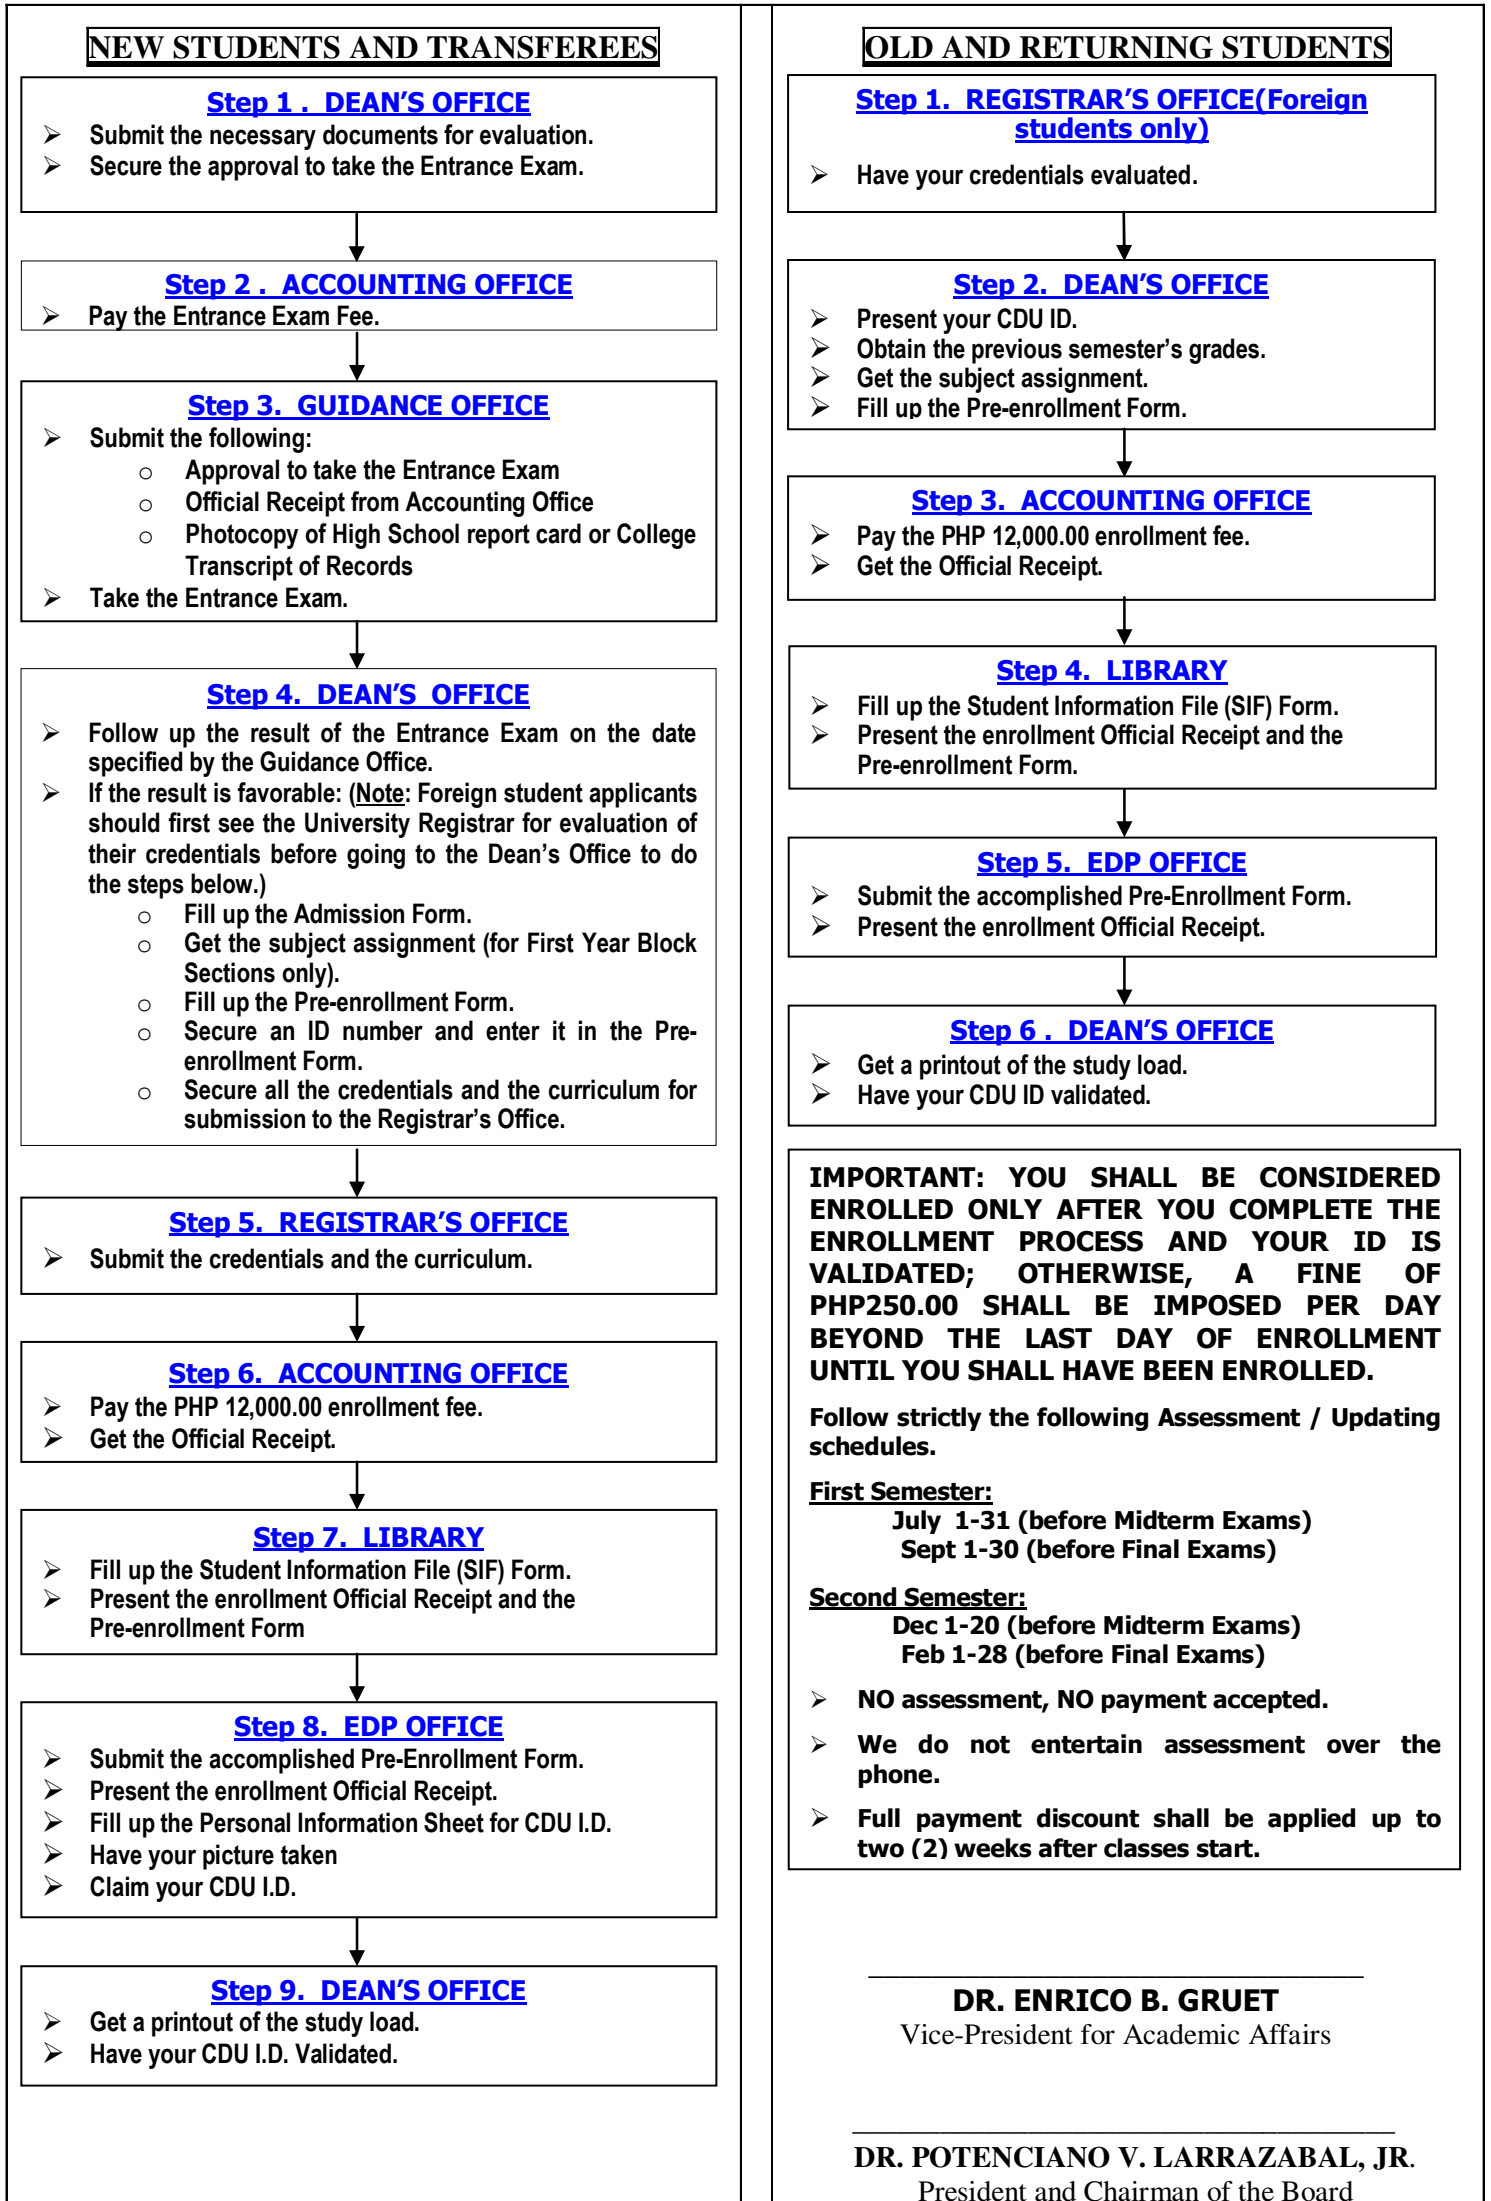 NEW STUDENTS AND TRANSFEREES
Step 1 .  DEAN'S OFFICE
➢ Submit the necessary documents for evaluation.
➢ Secure the approval to take the Entrance Exam.
Step 2 .  ACCOUNTING OFFICE
➢ Pay the Entrance Exam Fee.
Step 3.  GUIDANCE OFFICE
➢ Submit the following:
o Approval to take the Entrance Exam
o Official Receipt from Accounting Office
o Photocopy of High School report card or College
Transcript of Records
➢ Take the Entrance Exam.
Step 4.  DEAN'S  OFFICE
➢ Follow up the result of the Entrance Exam on the date
specified by the Guidance Office.
➢ If the result is favorable: (Note: Foreign student applicants
should first see the University Registrar for evaluation of
their credentials before going to the Dean's Office to do
the steps below.)
o Fill up the Admission Form.
o Get the subject assignment (for First Year Block
Sections only).
o Fill up the Pre-enrollment Form.
o Secure an ID number and enter it in the Pre-
enrollment Form.
o Secure all the credentials and the curriculum for
submission to the Registrar's Office.
Step 5.  REGISTRAR'S OFFICE
➢ Submit the credentials and the curriculum.
Step 6.  ACCOUNTING OFFICE
➢ Pay the PHP 12,000.00 enrollment fee.
➢ Get the Official Receipt.
Step 7.  LIBRARY
➢ Fill up the Student Information File (SIF) Form.
➢ Present the enrollment Official Receipt and the
Pre-enrollment Form
Step 8.  EDP OFFICE
➢ Submit the accomplished Pre-Enrollment Form.
➢ Present the enrollment Official Receipt.
➢ Fill up the Personal Information Sheet for CDU I.D.
➢ Have your picture taken
➢ Claim your CDU I.D.
Step 9.  DEAN'S OFFICE
➢ Get a printout of the study load.
➢ Have your CDU I.D. Validated.
OLD AND RETURNING STUDENTS
Step 1.  REGISTRAR'S OFFICE(Foreign
students only)
➢ Have your credentials evaluated.
Step 2.  DEAN'S OFFICE
➢ Present your CDU ID.
➢ Obtain the previous semester's grades.
➢ Get the subject assignment.
➢ Fill up the Pre-enrollment Form.
Step 3.  ACCOUNTING OFFICE
➢ Pay the PHP 12,000.00 enrollment fee.
➢ Get the Official Receipt.
Step 4.  LIBRARY
➢ Fill up the Student Information File (SIF) Form.
➢ Present the enrollment Official Receipt and the
Pre-enrollment Form.
Step 5.  EDP OFFICE
➢ Submit the accomplished Pre-Enrollment Form.
➢ Present the enrollment Official Receipt.
Step 6 .  DEAN'S OFFICE
➢ Get a printout of the study load.
➢ Have your CDU ID validated.
IMPORTANT: YOU SHALL BE CONSIDERED
ENROLLED ONLY AFTER YOU COMPLETE THE
ENROLLMENT PROCESS AND YOUR ID IS
VALIDATED; OTHERWISE, A FINE OF
PHP250.00 SHALL BE IMPOSED PER DAY
BEYOND THE LAST DAY OF ENROLLMENT
UNTIL YOU SHALL HAVE BEEN ENROLLED.
Follow strictly the following Assessment / Updating
schedules.
First Semester:
July  1-31 (before Midterm Exams)
Sept 1-30 (before Final Exams)
Second Semester:
Dec 1-20 (before Midterm Exams)
Feb 1-28 (before Final Exams)
➢ NO assessment, NO payment accepted.
➢ We do not entertain assessment over the
phone.
➢ Full payment discount shall be applied up to
two (2) weeks after classes start.
DR. ENRICO B. GRUET
Vice-President for Academic Affairs
DR. POTENCIANO V. LARRAZABAL, JR.
President and Chairman of the Board